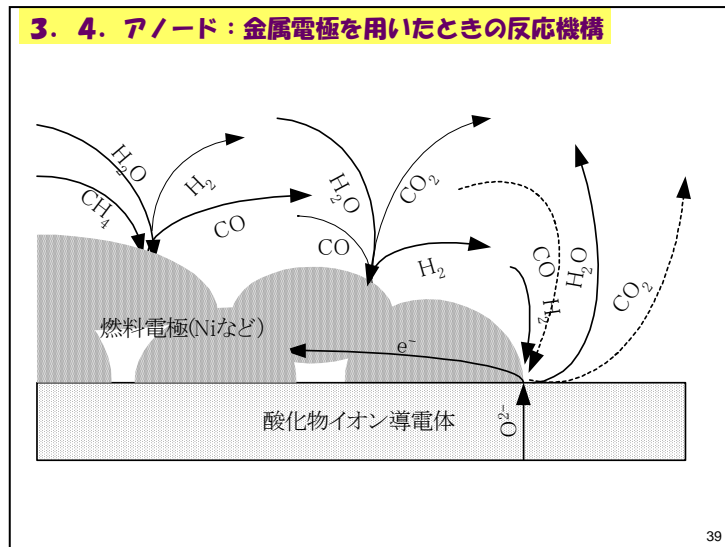 3．4．アノード：金属電極を用いたときの反応機構
H₂O
CH₄
H₂
CO
H₂O
CO
CO₂
H₂
CO
H₂
H₂O
CO₂
燃料電極(Niなど)
e⁻
酸化物イオン導電体
O²⁻
39